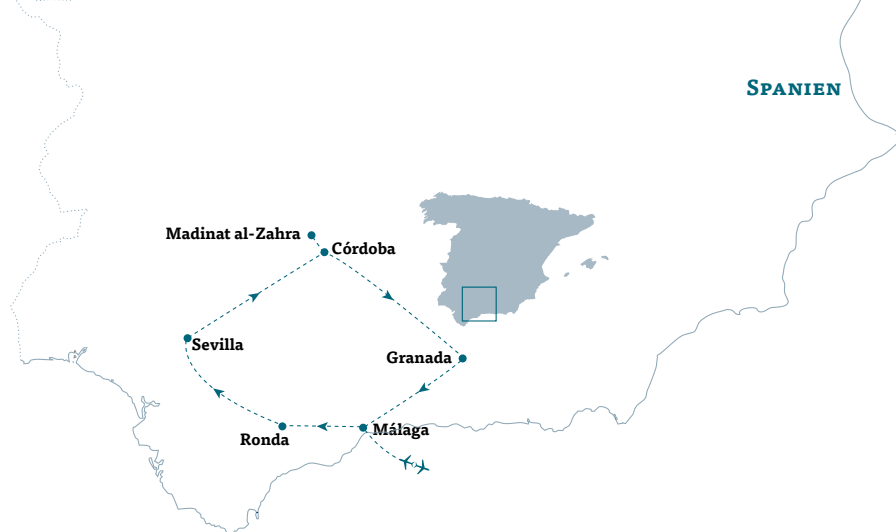 SPANIEN
Madinat al-Zahra
Córdoba
Sevilla
Granada
Ronda
Málaga